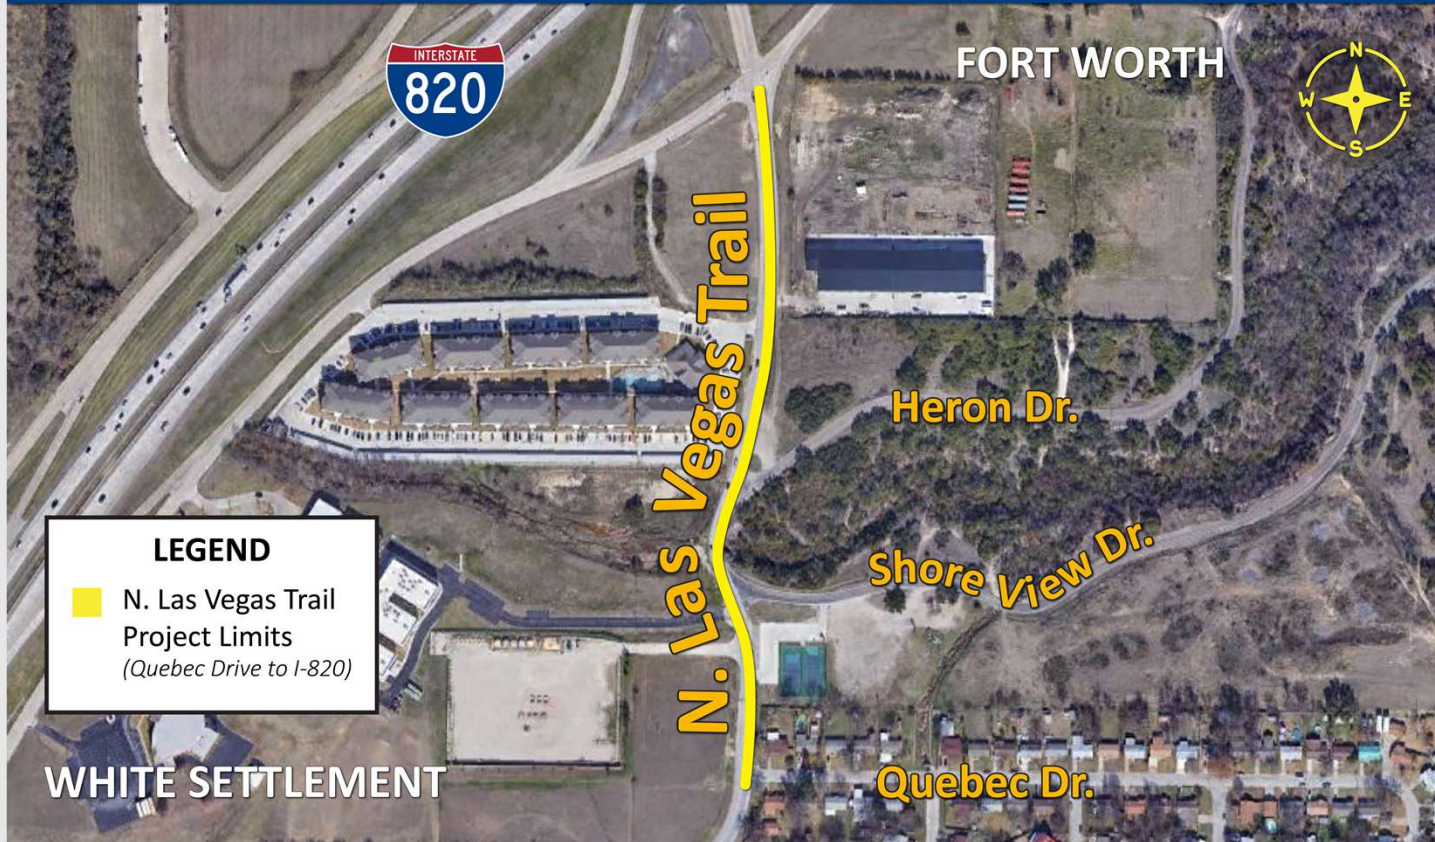 INTERSTATE
820
FORT WORTH
N
W E
S
N. Las Vegas Trail
Heron Dr.
Shore View Dr.
LEGEND
N. Las Vegas Trail
Project Limits
(Quebec Drive to I-820)
WHITE SETTLEMENT
Quebec Dr.